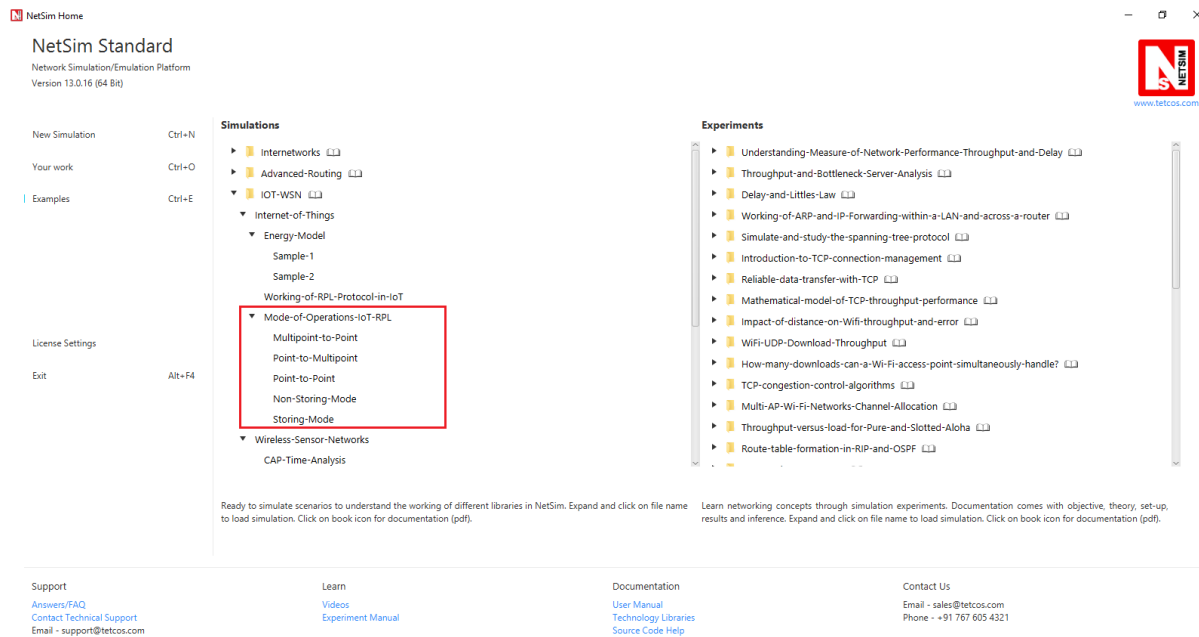 NetSim Home
NetSim Standard
Network Simulation/Emulation Platform
Version 13.0.16 (64 Bit)
NETSIM
N
S
www.tetcos.com
New Simulation Ctrl+N
Your work Ctrl+O
Examples Ctrl+E
License Settings
Exit Alt+F4
Simulations
Internetworks
Advanced-Routing
IOT-WSN
Internet-of-Things
Energy-Model
Sample-1
Sample-2
Working-of-RPL-Protocol-in-IoT
Mode-of-Operations-IoT-RPL
Multipoint-to-Point
Point-to-Multipoint
Point-to-Point
Non-Storing-Mode
Storing-Mode
Wireless-Sensor-Networks
CAP-Time-Analysis
Ready to simulate scenarios to understand the working of different libraries in NetSim. Expand and click on file name
to load simulation. Click on book icon for documentation (pdf).
Experiments
Understanding-Measure-of-Network-Performance-Throughput-and-Delay
Throughput-and-Bottleneck-Server-Analysis
Delay-and-Littles-Law
Working-of-ARP-and-IP-Forwarding-within-a-LAN-and-across-a-router
Simulate-and-study-the-spanning-tree-protocol
Introduction-to-TCP-connection-management
Reliable-data-transfer-with-TCP
Mathematical-model-of-TCP-throughput-performance
Impact-of-distance-on-Wifi-throughput-and-error
WiFi-UDP-Download-Throughput
How-many-downloads-can-a-Wi-Fi-access-point-simultaneously-handle?
TCP-congestion-control-algorithms
Multi-AP-Wi-Fi-Networks-Channel-Allocation
Throughput-versus-load-for-Pure-and-Slotted-Aloha
Route-table-formation-in-RIP-and-OSPF
Learn networking concepts through simulation experiments. Documentation comes with objective, theory, set-up,
results and inference. Expand and click on file name to load simulation. Click on book icon for documentation (pdf).
Support
Answers/FAQ
Contact Technical Support
Email - support@tetcos.com
Learn
Videos
Experiment Manual
Documentation
User Manual
Technology Libraries
Source Code Help
Contact Us
Email - sales@tetcos.com
Phone - +91 767 605 4321